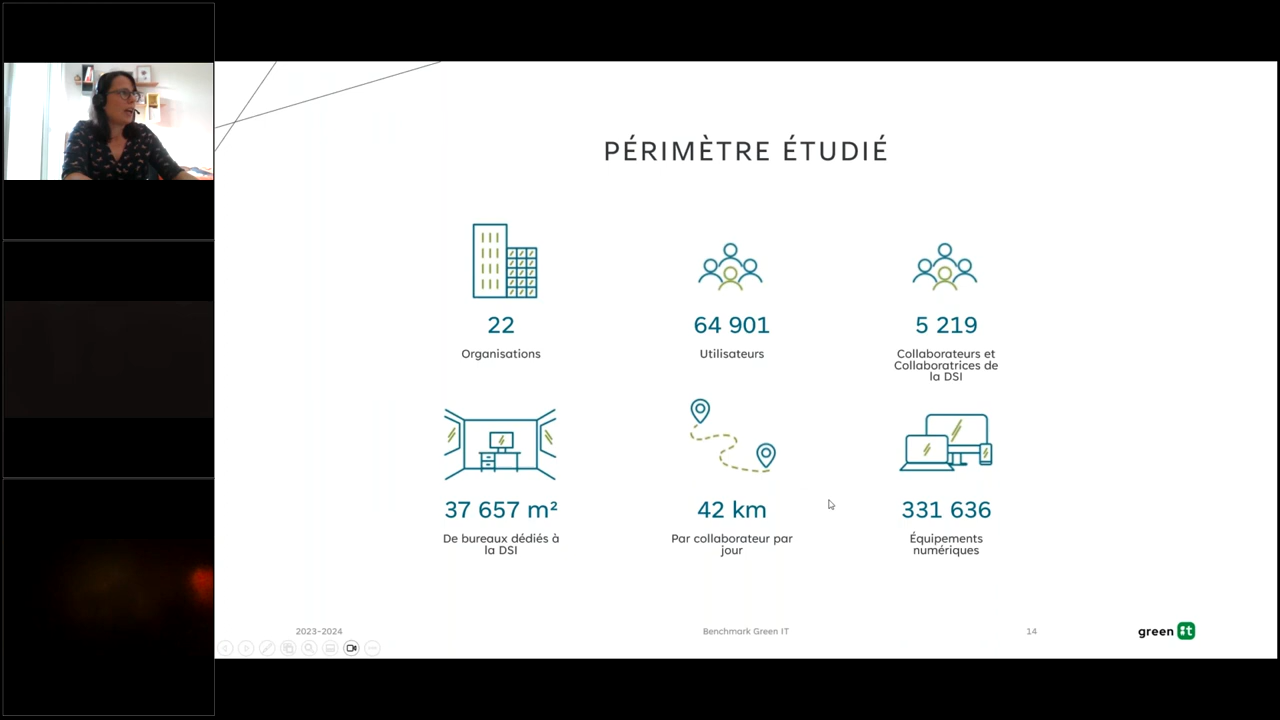 PÉRIMÈTRE ÉTUDIÉ
22
Organisations
64 901
Utilisateurs
5 219
Collaborateurs et
Collaboratrices de
la DSI
37 657 m²
De bureaux dédiés à
la DSI
42 km
Par collaborateur par
jour
331 636
Équipements
numériques
2023-2024
Benchmark Green IT
14
green it